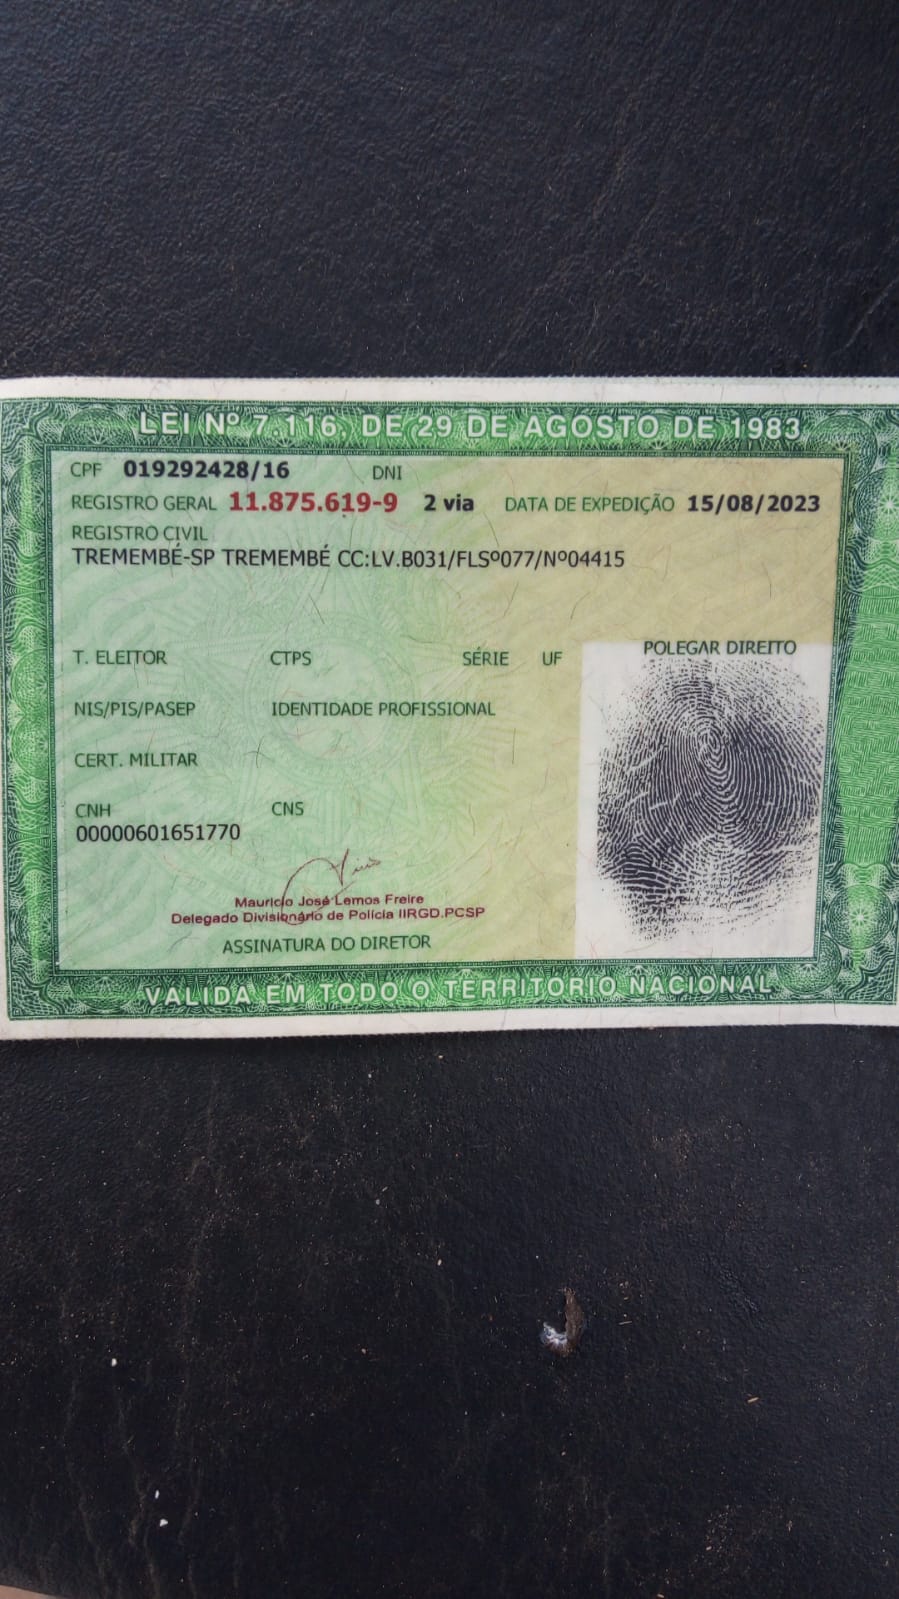 LEI Nº 7.116, DE 29 DE AGOSTO DE 1983
CPF 019292428/16 DNI
REGISTRO GERAL 11.875.619-9 2 via DATA DE EXPEDIÇÃO 15/08/2023
REGISTRO CIVIL
TREMEMBÉ-SP TREMEMBÉ CC:LV.B031/FLSº077/Nº04415
T. ELEITOR CTPS SÉRIE UF POLEGAR DIREITO
NIS/PIS/PASEP IDENTIDADE PROFISSIONAL
CERT. MILITAR
CNH CNS
00000601651770
Mauricio José Lemos Freire
Delegado Divisionário de Polícia IIRGD.PCSP
ASSINATURA DO DIRETOR
VALIDA EM TODO O TERRITORIO NACIONAL